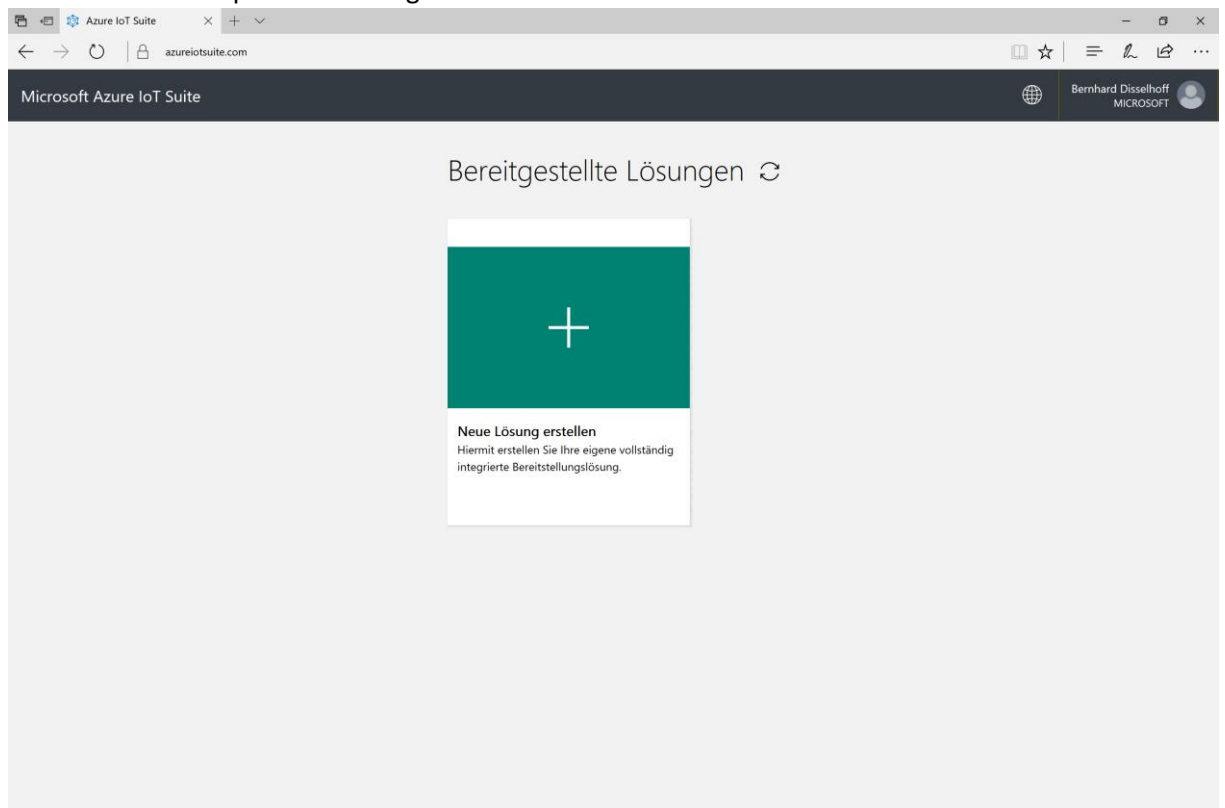 Azure IoT Suite
azureiotsuite.com
Microsoft Azure IoT Suite
Bernhard Disselhoff
MICROSOFT
Bereitgestellte Lösungen
Neue Lösung erstellen
Hiermit erstellen Sie Ihre eigene vollständig
integrierte Bereitstellungslösung.